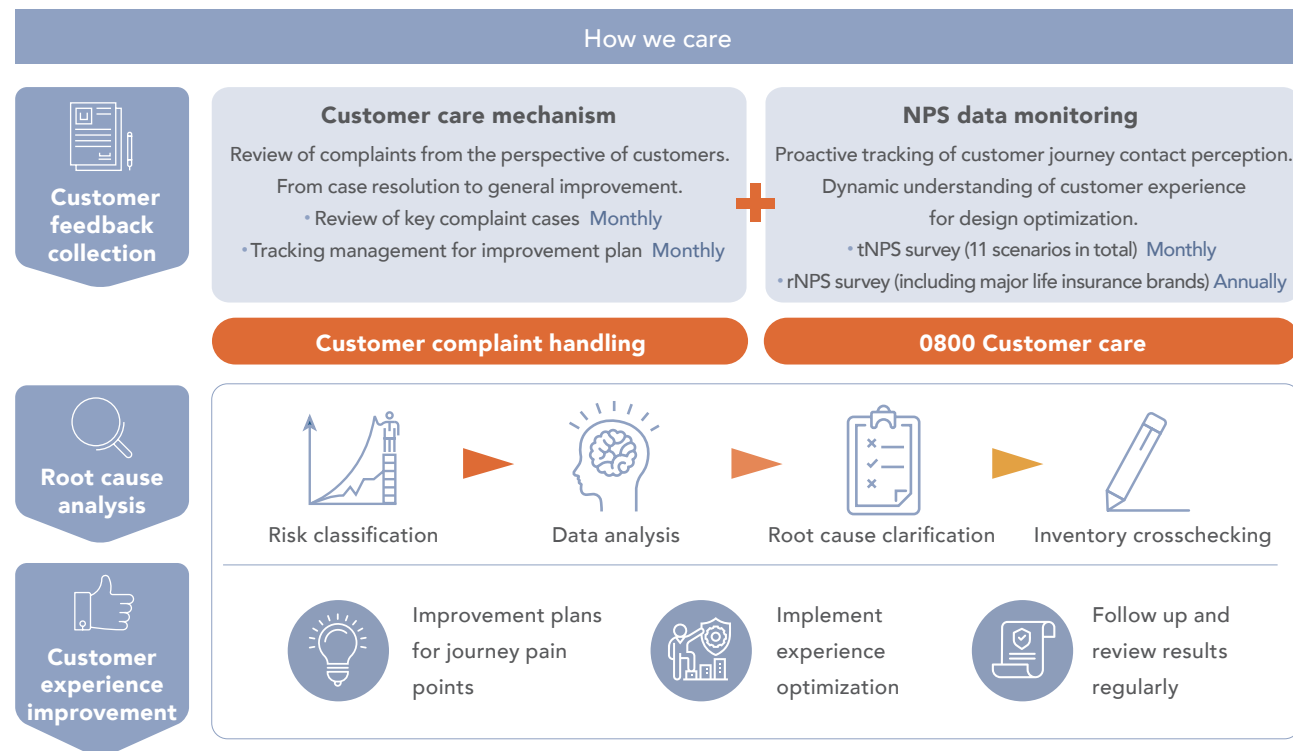 How we care
Customer
feedback
collection
Customer care mechanism
Review of complaints from the perspective of customers.
From case resolution to general improvement.
• Review of key complaint cases Monthly
• Tracking management for improvement plan Monthly
NPS data monitoring
Proactive tracking of customer journey contact perception.
Dynamic understanding of customer experience
for design optimization.
• tNPS survey (11 scenarios in total) Monthly
• rNPS survey (including major life insurance brands) Annually
Customer complaint handling
0800 Customer care
Root cause
analysis
Risk classification
Data analysis
Root cause clarification
Inventory crosschecking
Customer
experience
improvement
Improvement plans
for journey pain
points
Implement
experience
optimization
Follow up and
review results
regularly